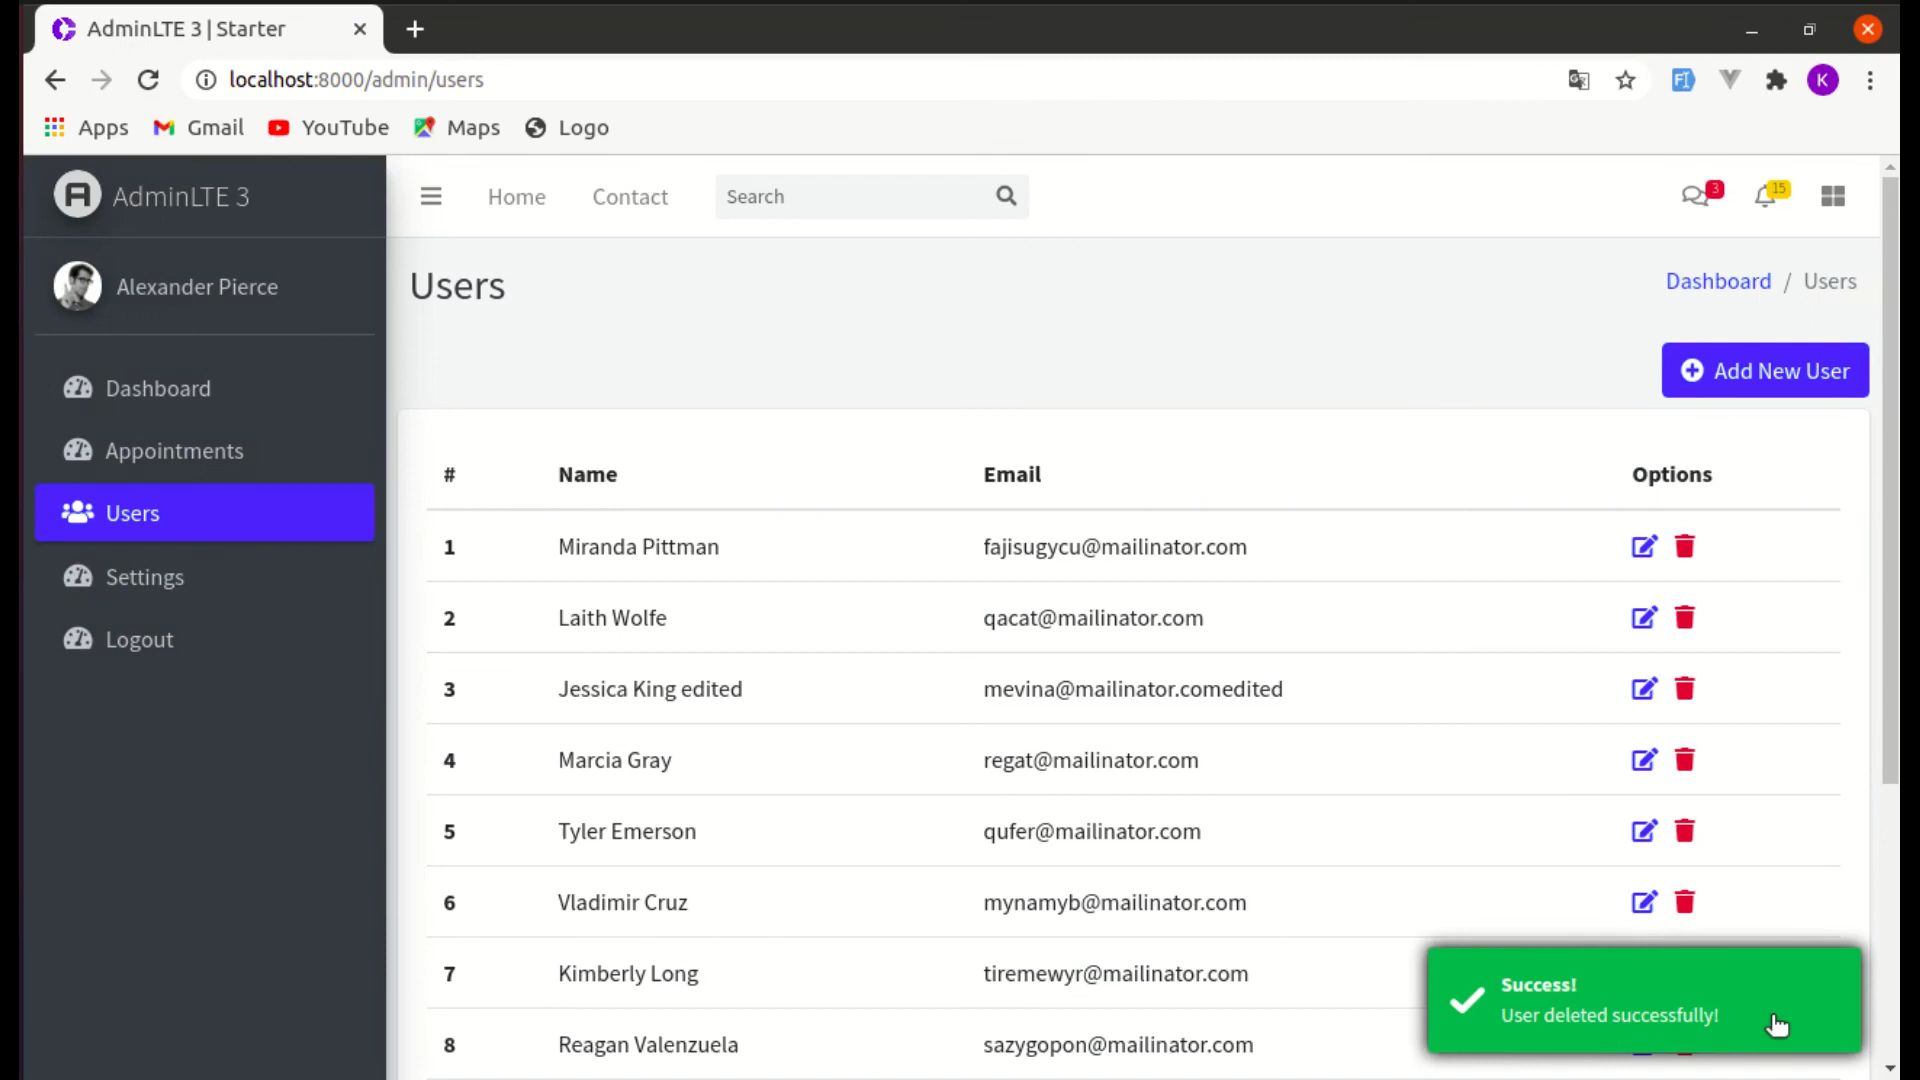 AdminLTE 3 | Starter
localhost:8000/admin/users
Apps Gmail YouTube Maps Logo
AdminLTE 3
Home Contact Search 3 15
Alexander Pierce
Users
Dashboard / Users
Add New User
Dashboard
Appointments
Users
Settings
Logout
# Name Email Options
1 Miranda Pittman fajisugycu@mailinator.com
2 Laith Wolfe qacat@mailinator.com
3 Jessica King edited mevina@mailinator.comedited
4 Marcia Gray regat@mailinator.com
5 Tyler Emerson qufer@mailinator.com
6 Vladimir Cruz mynamyb@mailinator.com
7 Kimberly Long tiremewyr@mailinator.com
8 Reagan Valenzuela sazygopon@mailinator.com
Success!
User deleted successfully!
K